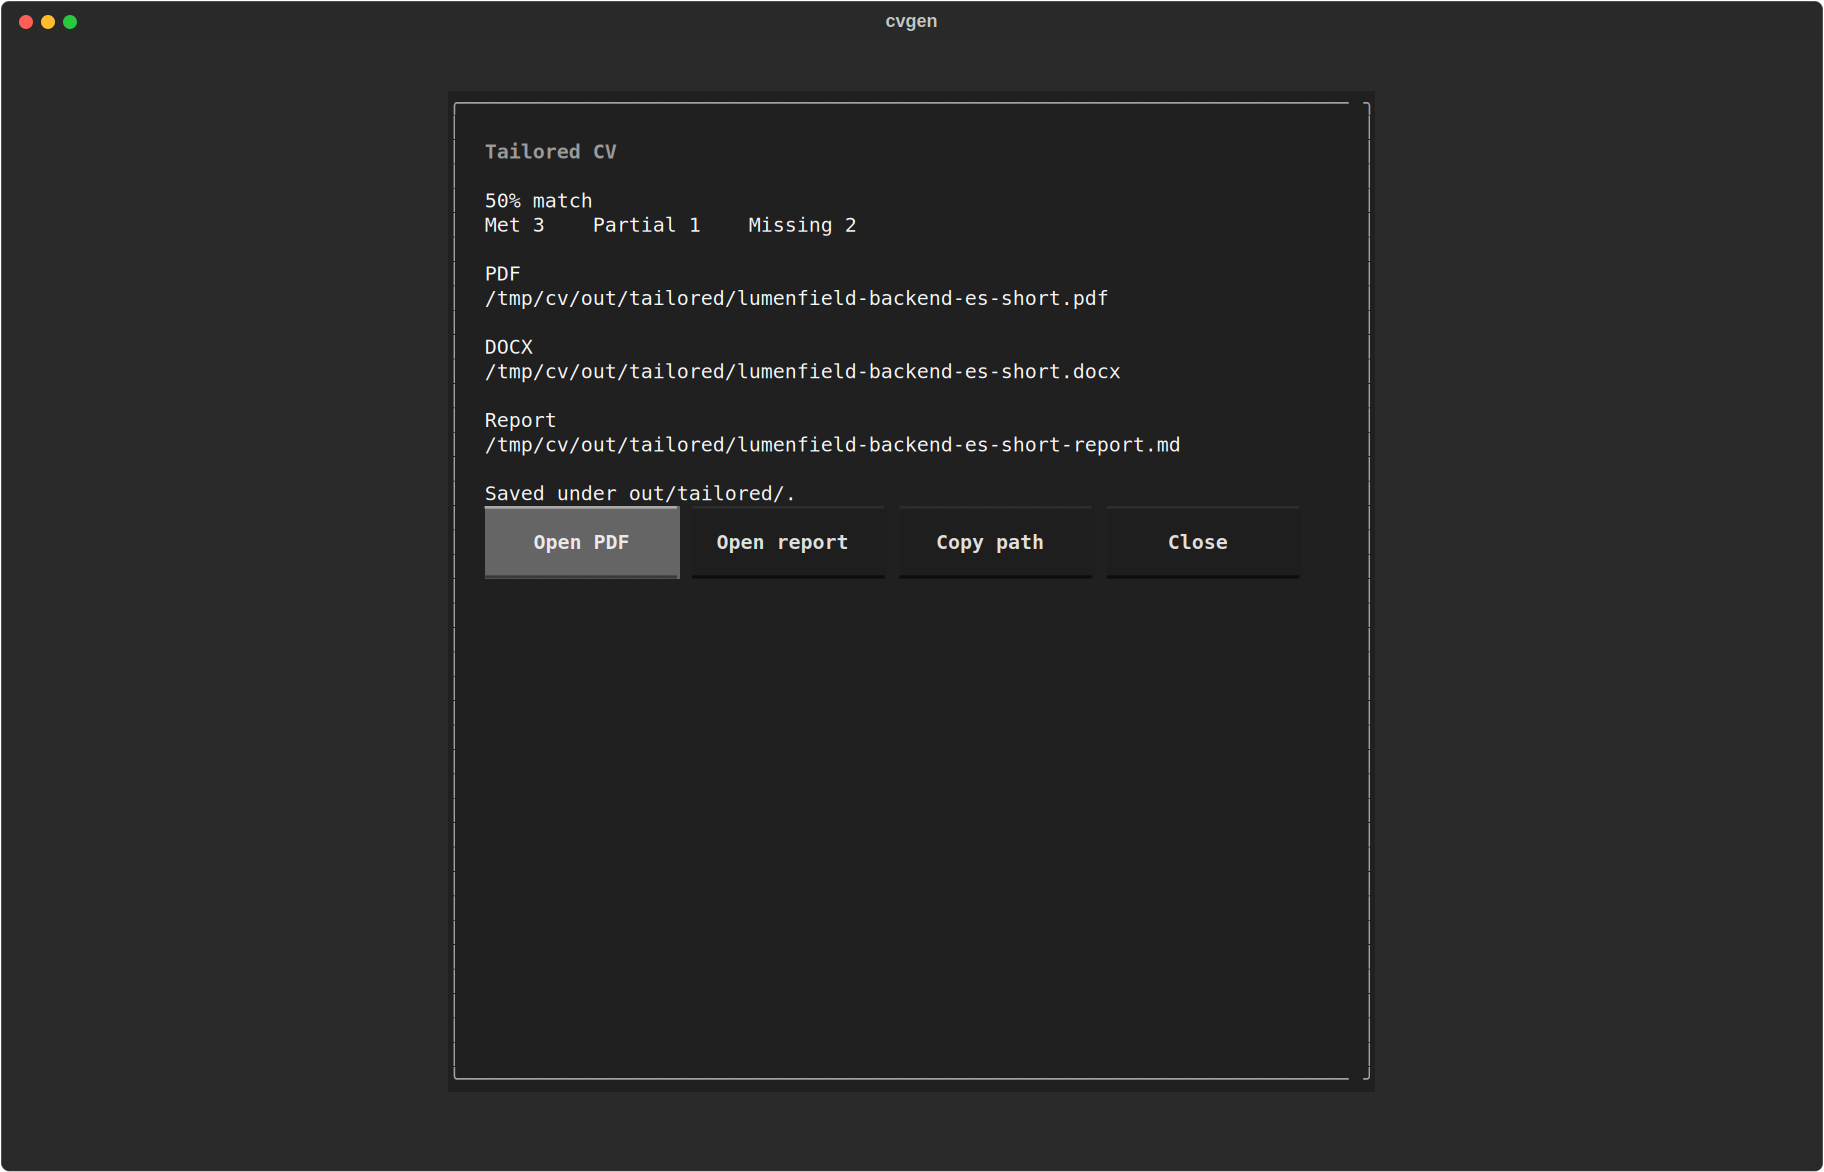 cvgen
Tailored CV
50% match
Met 3    Partial 1    Missing 2
PDF
/tmp/cv/out/tailored/lumenfield-backend-es-short.pdf
DOCX
/tmp/cv/out/tailored/lumenfield-backend-es-short.docx
Report
/tmp/cv/out/tailored/lumenfield-backend-es-short-report.md
Saved under out/tailored/.
Open PDF    Open report    Copy path    Close